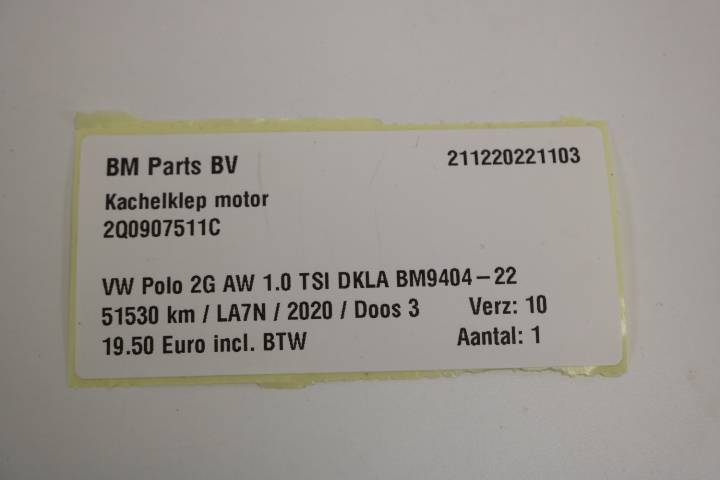 BM Parts BV 211220221103
Kachelklep motor
2Q0907511C
VW Polo 2G AW 1.0 TSI DKLA BM9404-22
51530 km / LA7N / 2020 / Doos 3 Verz: 10
19.50 Euro incl. BTW Aantal: 1